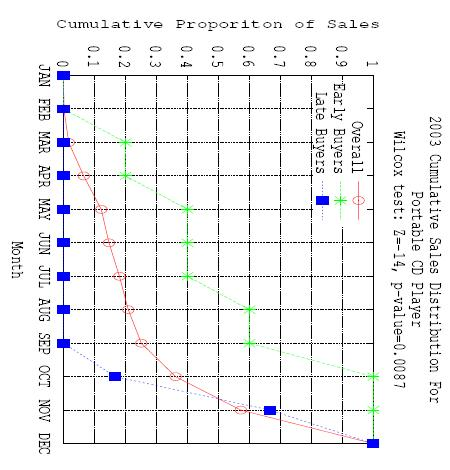 2003 Cumulative Sales Distribution For
Portable CD Player
Wilcox test: Z=-14, p-value=0.0087
Overall
Early Buyers
Late Buyers
Cumulative Proporiton of Sales
1
0.9
0.8
0.7
0.6
0.5
0.4
0.3
0.2
0.1
0
JAN FEB MAR APR MAY JUN JUL AUG SEP OCT NOV DEC
Month